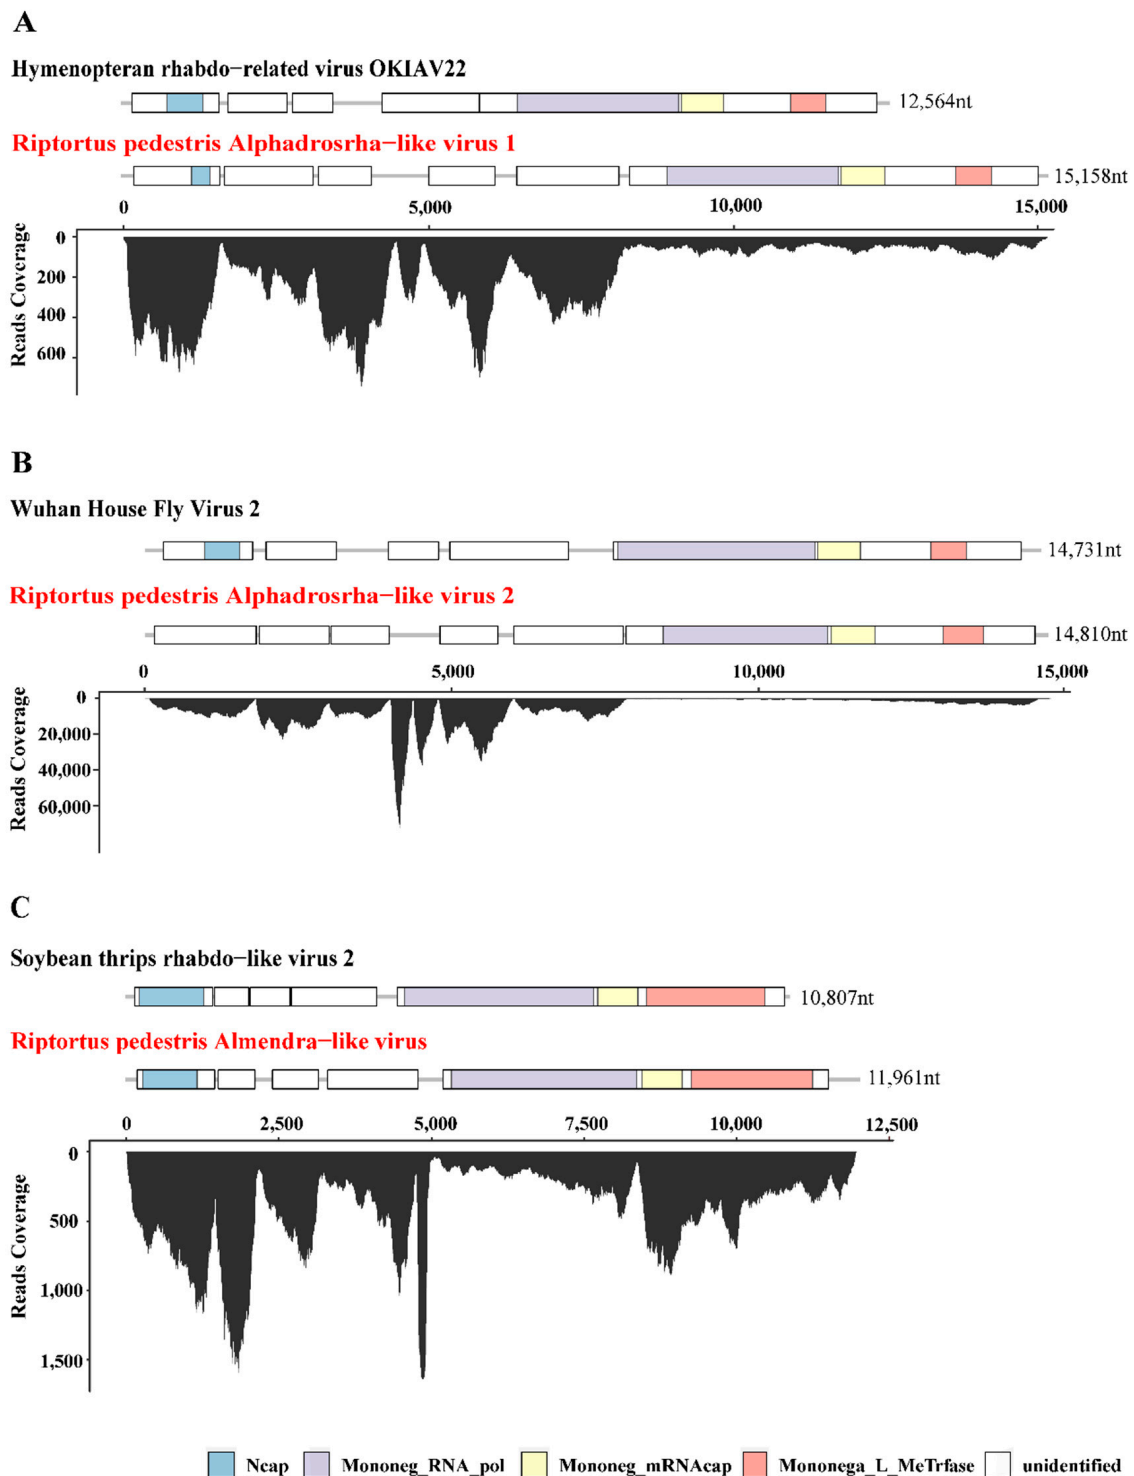 A
Hymenopteran rhabdo−related virus OKIAV22
12,564nt
Riptortus pedestris Alphadrosrha−like virus 1
15,158nt
0 5,000 10,000 15,000
Reads Coverage
0
200
400
600
B
Wuhan House Fly Virus 2
14,731nt
Riptortus pedestris Alphadrosrha−like virus 2
14,810nt
0 5,000 10,000 15,000
Reads Coverage
0
20,000
40,000
60,000
C
Soybean thrips rhabdo−like virus 2
10,807nt
Riptortus pedestris Almendra−like virus
11,961nt
0 2,500 5,000 7,500 10,000 12,500
Reads Coverage
0
500
1,000
1,500
Ncap Mononeg_RNA_pol Mononeg_mRNAcap Mononega_L_MeTrfase unidentified